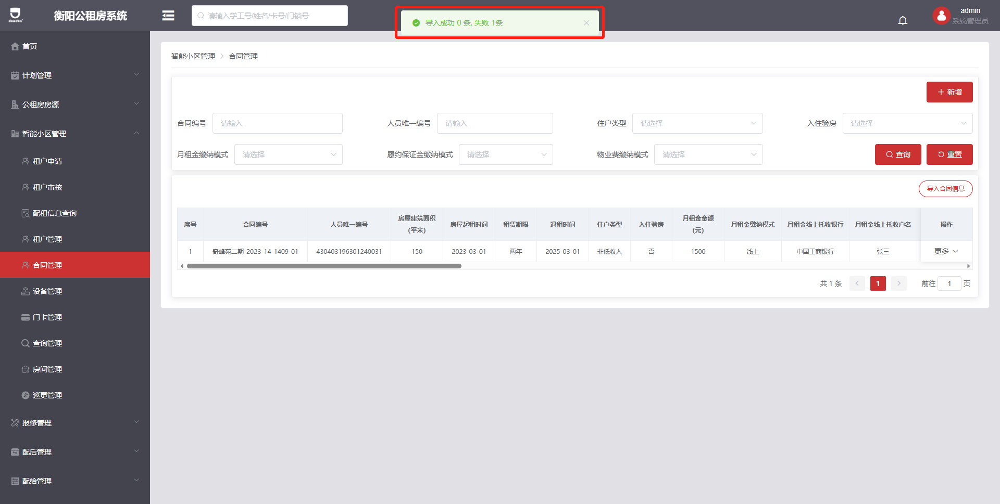 衡阳公租房系统
请输入学工号/姓名/卡号/门锁号
导入成功 0 条, 失败 1条
admin
系统管理员
首页
计划管理
公租房房源
智能小区管理
租户申请
租户审核
配租信息查询
租户管理
合同管理
设备管理
门卡管理
查询管理
房间管理
巡更管理
报修管理
配后管理
配给管理
智能小区管理 > 合同管理
+ 新增
合同编号 请输入 人员唯一编号 请输入 住户类型 请选择 入住验房 请选择
月租金缴纳模式 请选择 履约保证金缴纳模式 请选择 物业费缴纳模式 请选择 查询 重置
导入合同信息
序号 合同编号 人员唯一编号 房屋建筑面积(平米) 房屋起租时间 租赁期限 退租时间 住户类型 入住验房 月租金金额(元) 月租金缴纳模式 月租金线上托收银行 月租金线上托收户名 操作
1 奇峰苑二期-2023-14-1409-01 430403196301240031 150 2023-03-01 两年 2025-03-01 非低收入 否 1500 线上 中国工商银行 张三 更多
共 1 条 < 1 > 前往 1 页